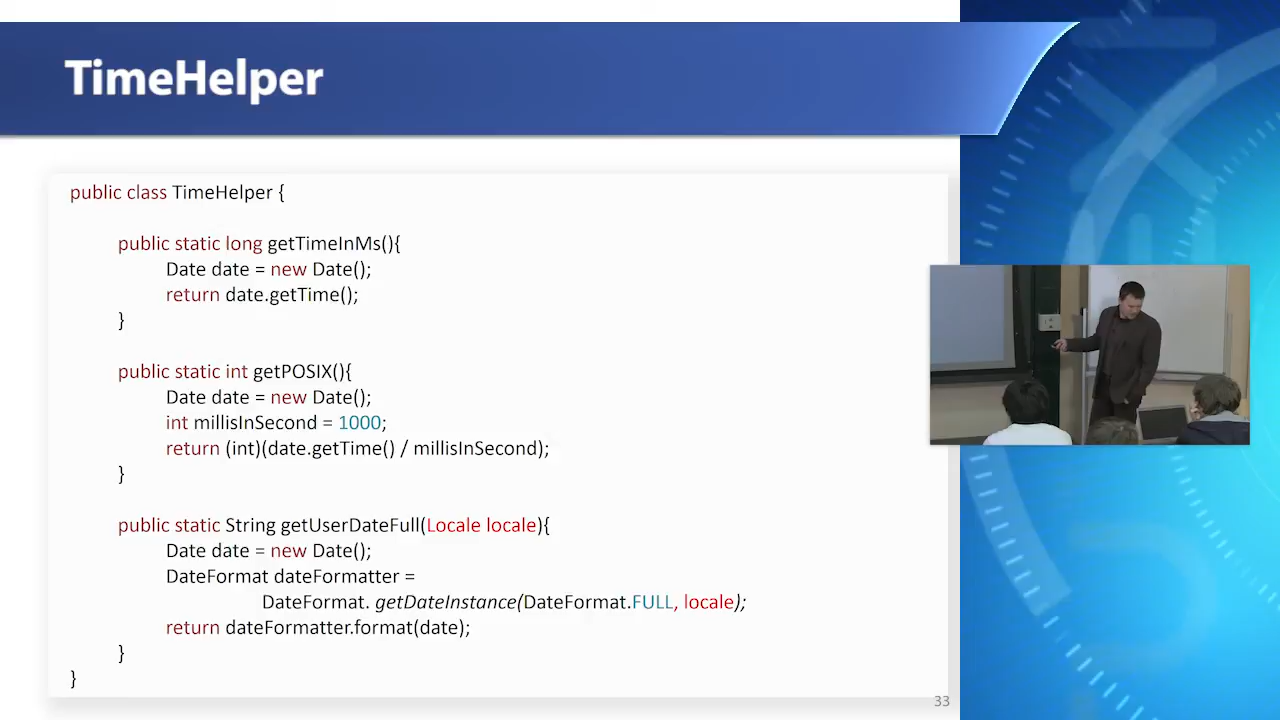 TimeHelper
public class TimeHelper {
public static long getTimeInMs(){
Date date = new Date();
return date.getTime();
}
public static int getPOSIX(){
Date date = new Date();
int millisInSecond = 1000;
return (int)(date.getTime() / millisInSecond);
}
public static String getUserDateFull(Locale locale){
Date date = new Date();
DateFormat dateFormatter =
DateFormat. getDateInstance(DateFormat.FULL, locale);
return dateFormatter.format(date);
}
}
33